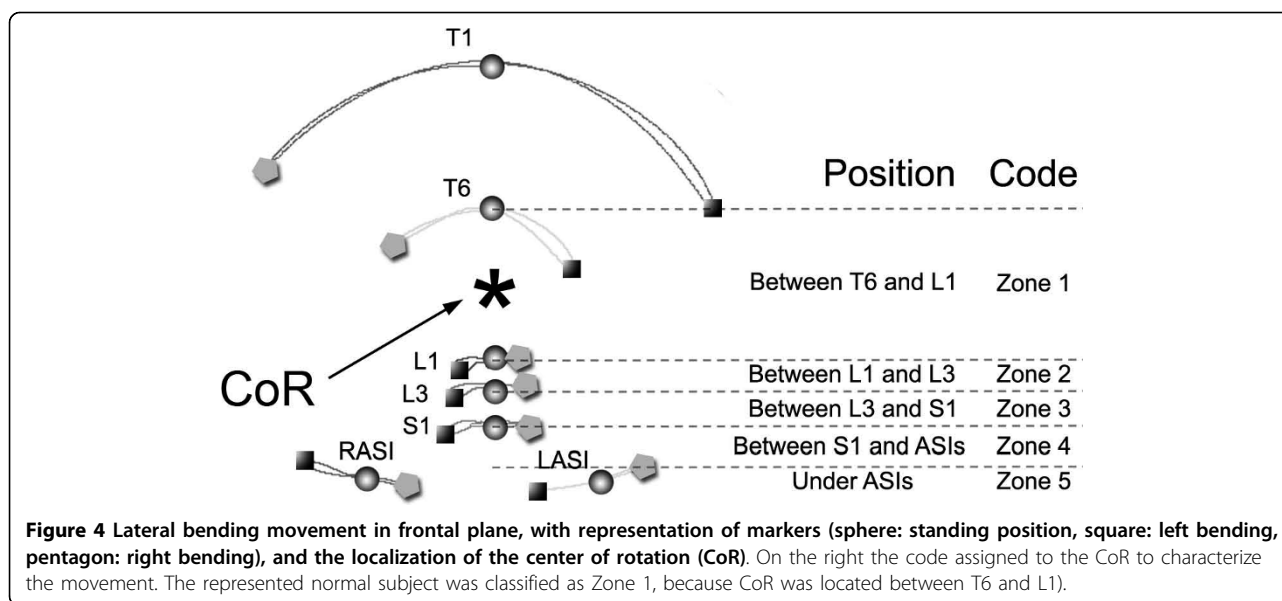 T1
Position Code
T6
Between T6 and L1 Zone 1
CoR
L1
Between L1 and L3 Zone 2
L3
Between L3 and S1 Zone 3
S1
Between S1 and ASIs Zone 4
RASI LASI
Under ASIs Zone 5
Figure 4 Lateral bending movement in frontal plane, with representation of markers (sphere: standing position, square: left bending,
pentagon: right bending), and the localization of the center of rotation (CoR). On the right the code assigned to the CoR to characterize
the movement. The represented normal subject was classified as Zone 1, because CoR was located between T6 and L1).